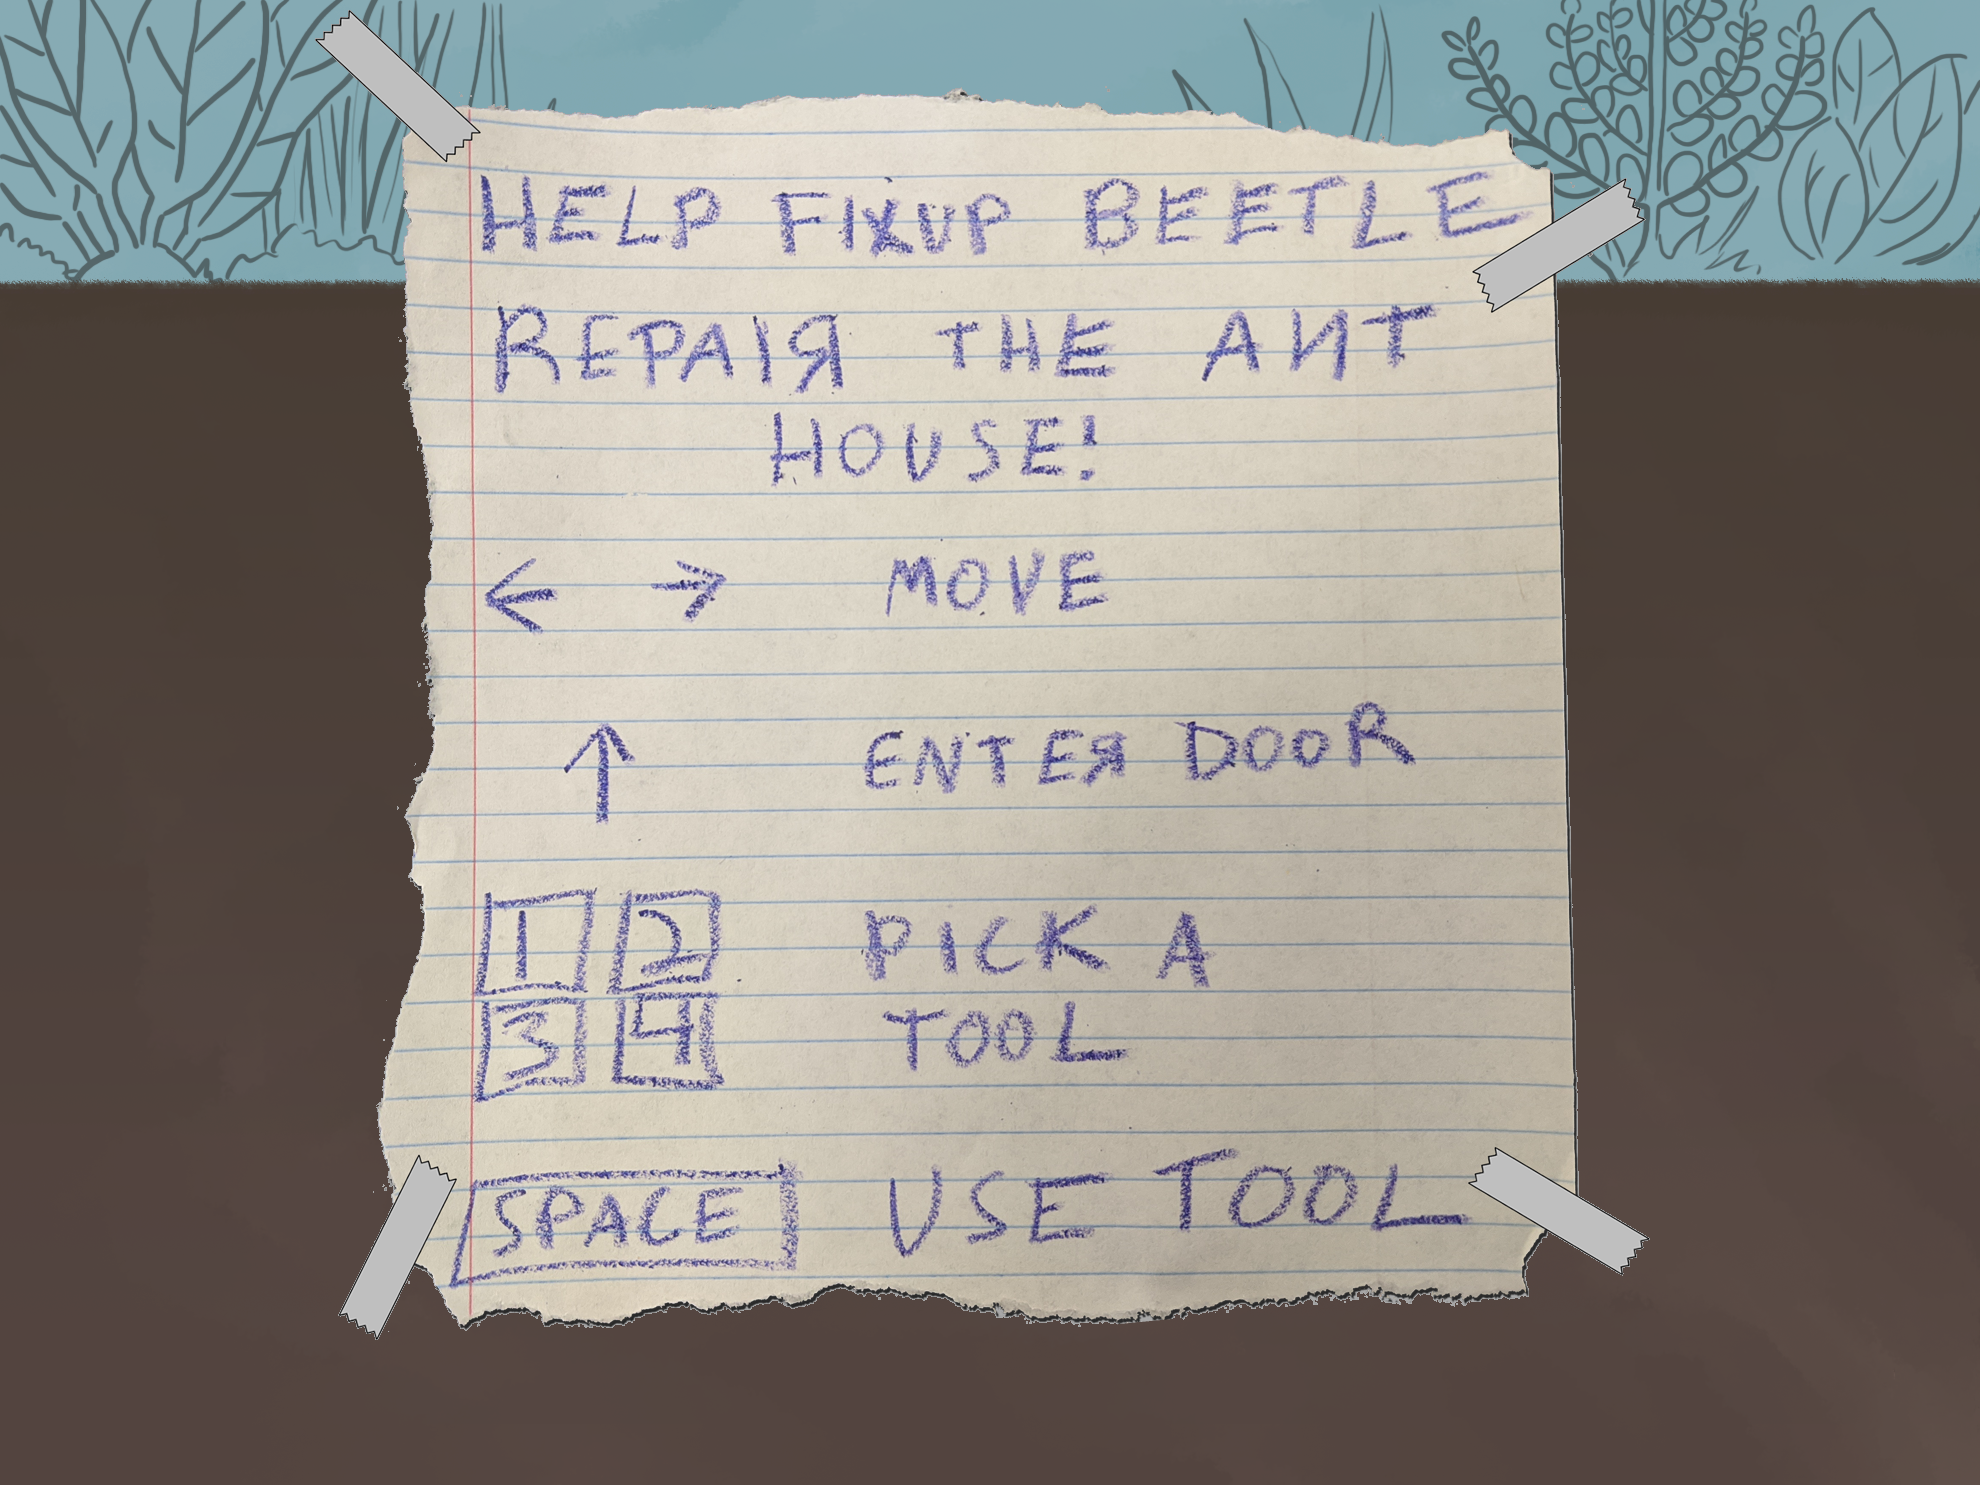 HELP FIXUP BEETLE
REPAIЯ THE AИT
HOUSE!
← → MOVE
↑ ENTEЯ DOOR
1 2 PICK A
3 4 TOOL
SPACE USE TOOL